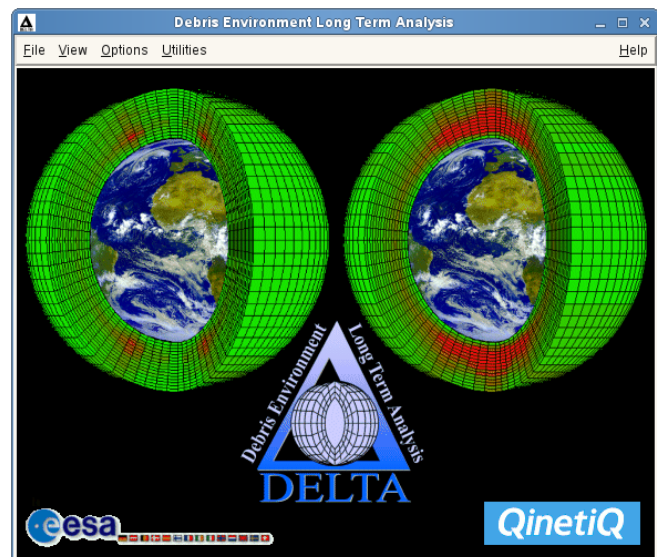 Debris Environment Long Term Analysis
File View Options Utilities Help
Debris Environment
Long Term Analysis
DELTA
esa
QinetiQ